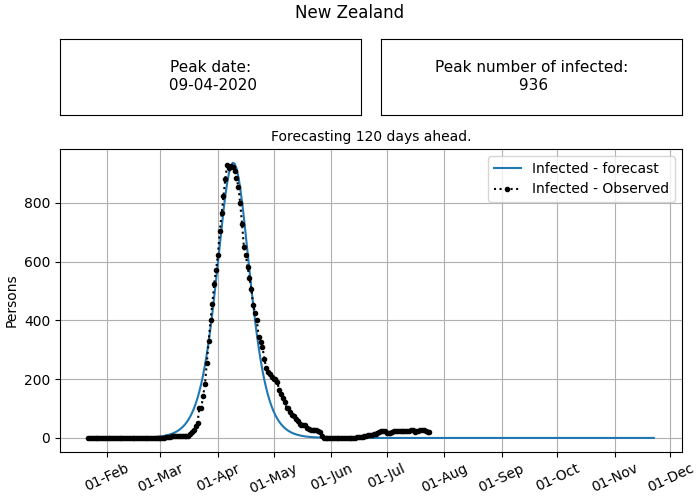 New Zealand
Peak date:
09-04-2020
Peak number of infected:
936
Forecasting 120 days ahead.
Infected - forecast
Infected - Observed
Persons
800
600
400
200
0
01-Feb
01-Mar
01-Apr
01-May
01-Jun
01-Jul
01-Aug
01-Sep
01-Oct
01-Nov
01-Dec